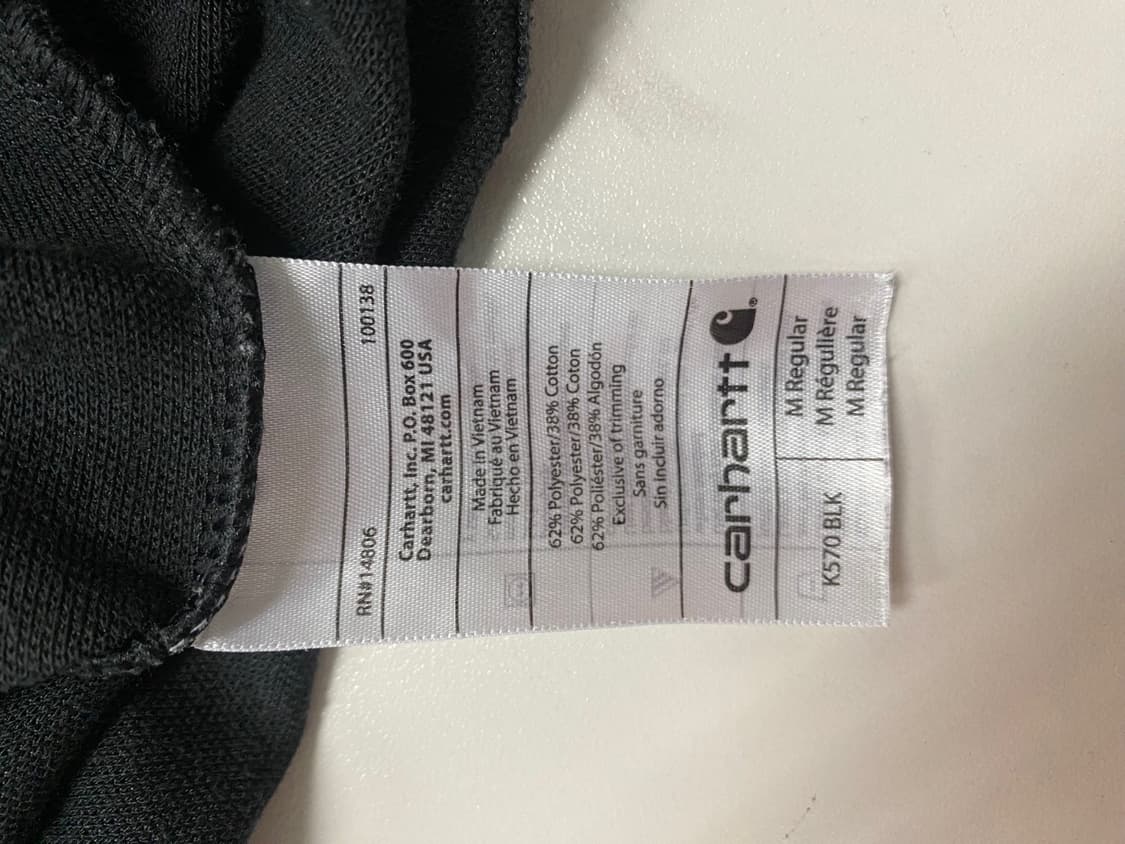 RN#14806 100138
Carhartt, Inc. P.O. Box 600
Dearborn, MI 48121 USA
carhartt.com
Made in Vietnam
Fabriqué au Vietnam
Hecho en Vietnam
62% Polyester/38% Cotton
62% Polyester/38% Coton
62% Poliéster/38% Algodón
Exclusive of trimming
Sans garniture
Sin incluir adorno
carhartt ®
K570 BLK
M Regular
M Régulière
M Regular